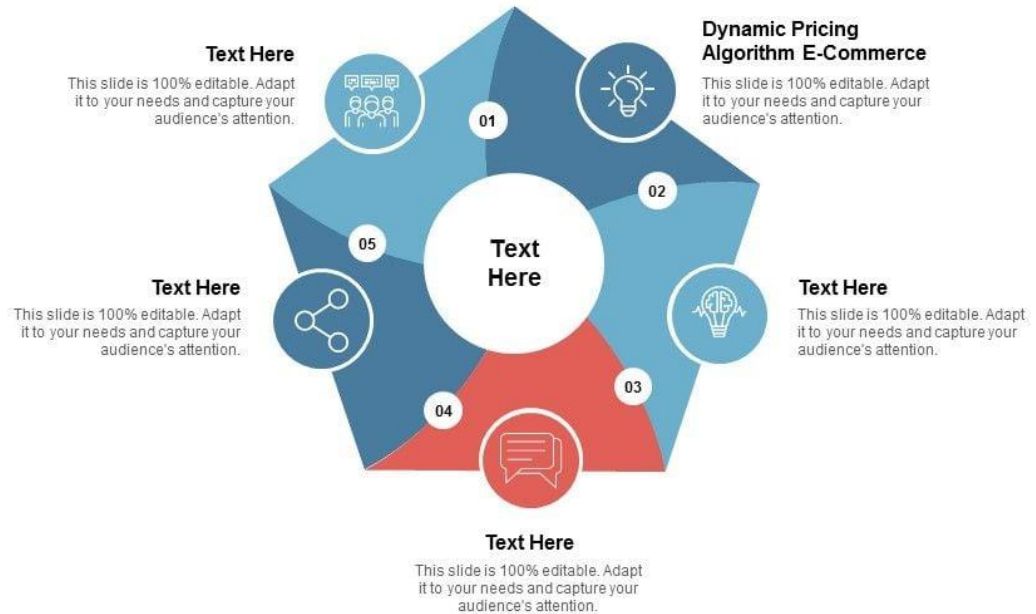 Dynamic Pricing
Algorithm E-Commerce
This slide is 100% editable. Adapt
it to your needs and capture your
audience's attention.
Text Here
This slide is 100% editable. Adapt
it to your needs and capture your
audience's attention.
01
02
Text
Here
05
Text Here
This slide is 100% editable. Adapt
it to your needs and capture your
audience's attention.
Text Here
This slide is 100% editable. Adapt
it to your needs and capture your
audience's attention.
03
04
Text Here
This slide is 100% editable. Adapt
it to your needs and capture your
audience's attention.